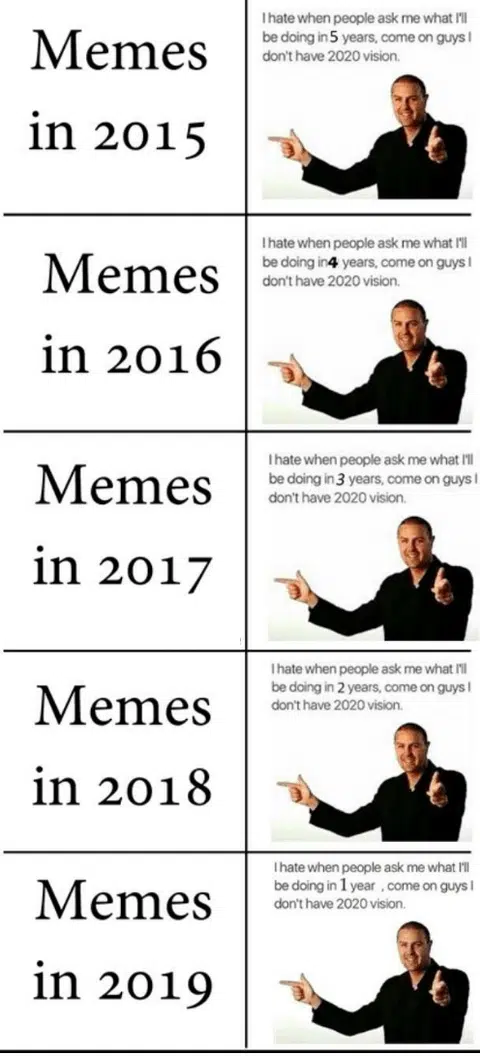 Memes
in 2015
I hate when people ask me what I'll
be doing in 5 years, come on guys I
don't have 2020 vision.
Memes
in 2016
I hate when people ask me what I'll
be doing in4 years, come on guys I
don't have 2020 vision.
Memes
in 2017
I hate when people ask me what I'll
be doing in 3 years, come on guys I
don't have 2020 vision.
Memes
in 2018
I hate when people ask me what I'll
be doing in 2 years, come on guys I
don't have 2020 vision.
Memes
in 2019
I hate when people ask me what I'll
be doing in 1 year , come on guys I
don't have 2020 vision.